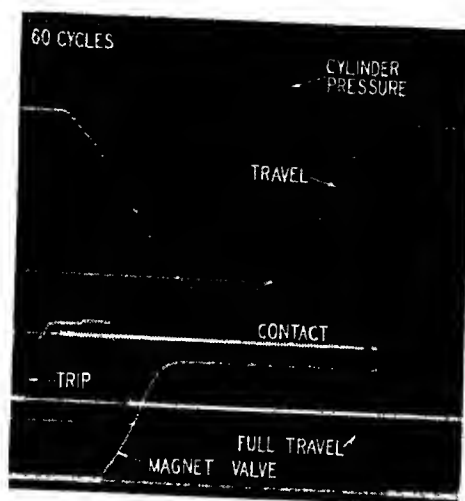 60 CYCLES
CYLINDER
PRESSURE
TRAVEL
CONTACT
TRIP
FULL TRAVEL
MAGNET VALVE